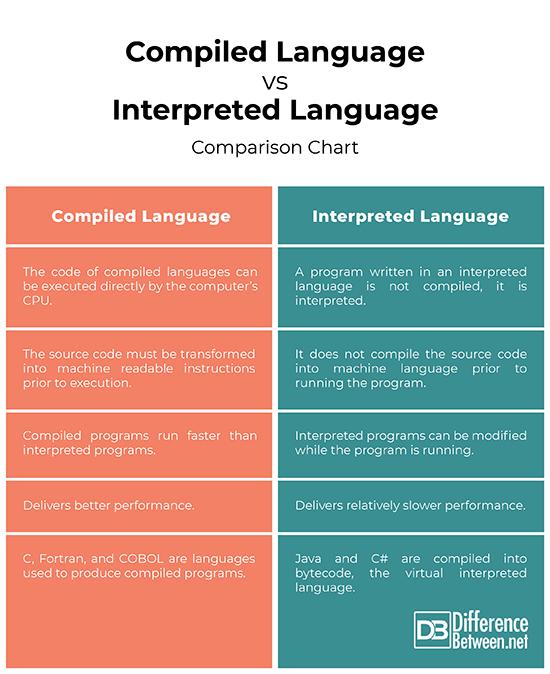 Compiled Language
vs
Interpreted Language
Comparison Chart
Compiled Language
Interpreted Language
The code of compiled languages can
be executed directly by the computer's
CPU.
A program written in an interpreted
language is not compiled, it is
interpreted.
The source code must be transformed
into machine readable instructions
prior to execution.
It does not compile the source code
into machine language prior to
running the program.
Compiled programs run faster than
interpreted programs.
Interpreted programs can be modified
while the program is running.
Delivers better performance.
Delivers relatively slower performance.
C, Fortran, and COBOL are languages
used to produce compiled programs.
Java and C# are compiled into
bytecode, the virtual interpreted
language.
DB Difference
Between.net